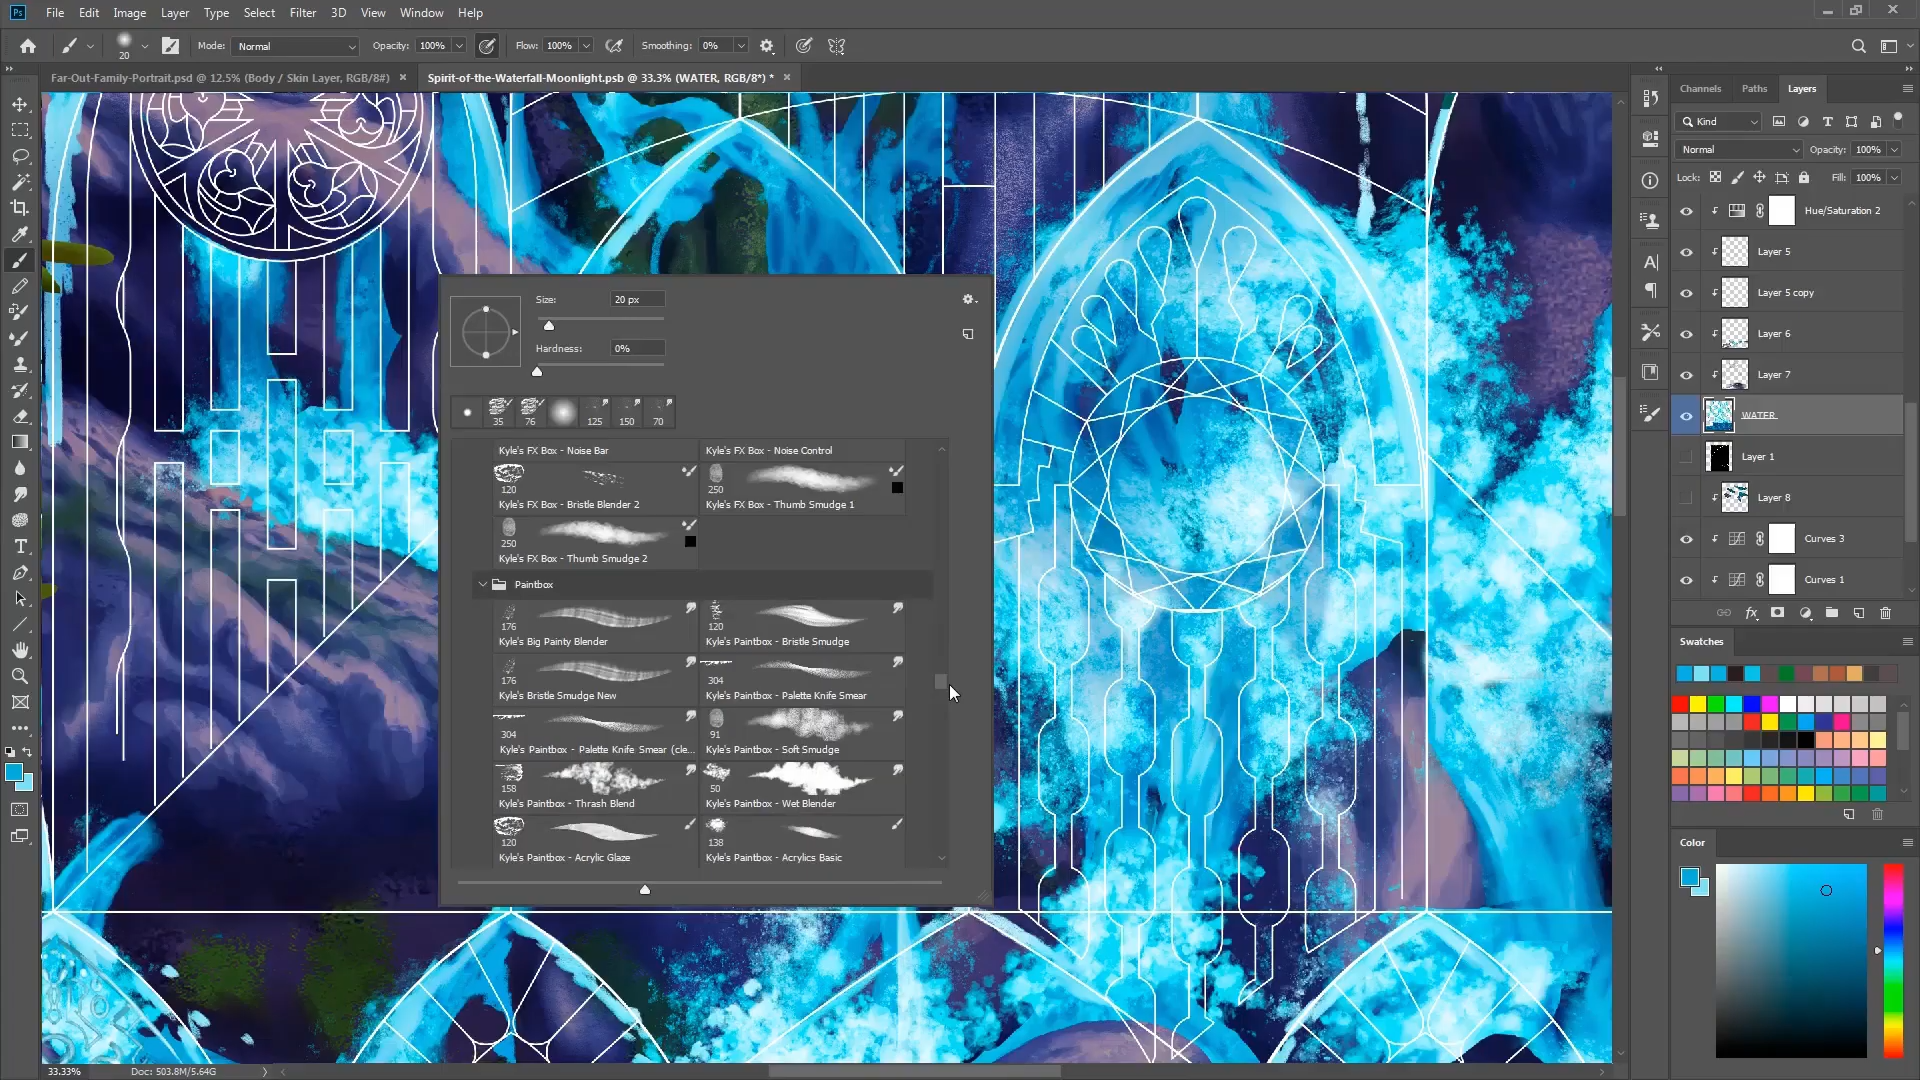 Ps File Edit Image Layer Type Select Filter 3D View Window Help
20 Mode: Normal Opacity: 100% Flow: 100% Smoothing: 0%
Far-Out-Family-Portrait.psd @ 12.5% (Body / Skin Layer, RGB/8#) × Spirit-of-the-Waterfall-Moonlight.psb @ 33.3% (WATER, RGB/8*) * ×
Channels Paths Layers
Kind
Normal Opacity: 100%
Lock: Fill: 100%
Hue/Saturation 2
Layer 5
Layer 5 copy
Layer 6
Layer 7
WATER
Layer 1
Layer 8
Curves 3
Curves 1
Size: 20 px
Hardness: 0%
35 76 125 150 70
Kyle's FX Box - Noise Bar Kyle's FX Box - Noise Control
120 250
Kyle's FX Box - Bristle Blender 2 Kyle's FX Box - Thumb Smudge 1
250
Kyle's FX Box - Thumb Smudge 2
Paintbox
176 120
Kyle's Big Painty Blender Kyle's Paintbox - Bristle Smudge
176 304
Kyle's Bristle Smudge New Kyle's Paintbox - Palette Knife Smear
304 91
Kyle's Paintbox - Palette Knife Smear (cle... Kyle's Paintbox - Soft Smudge
158 50
Kyle's Paintbox - Thrash Blend Kyle's Paintbox - Wet Blender
120 138
Kyle's Paintbox - Acrylic Glaze Kyle's Paintbox - Acrylics Basic
Swatches
Color
33.33% Doc: 503.8M/5.64G